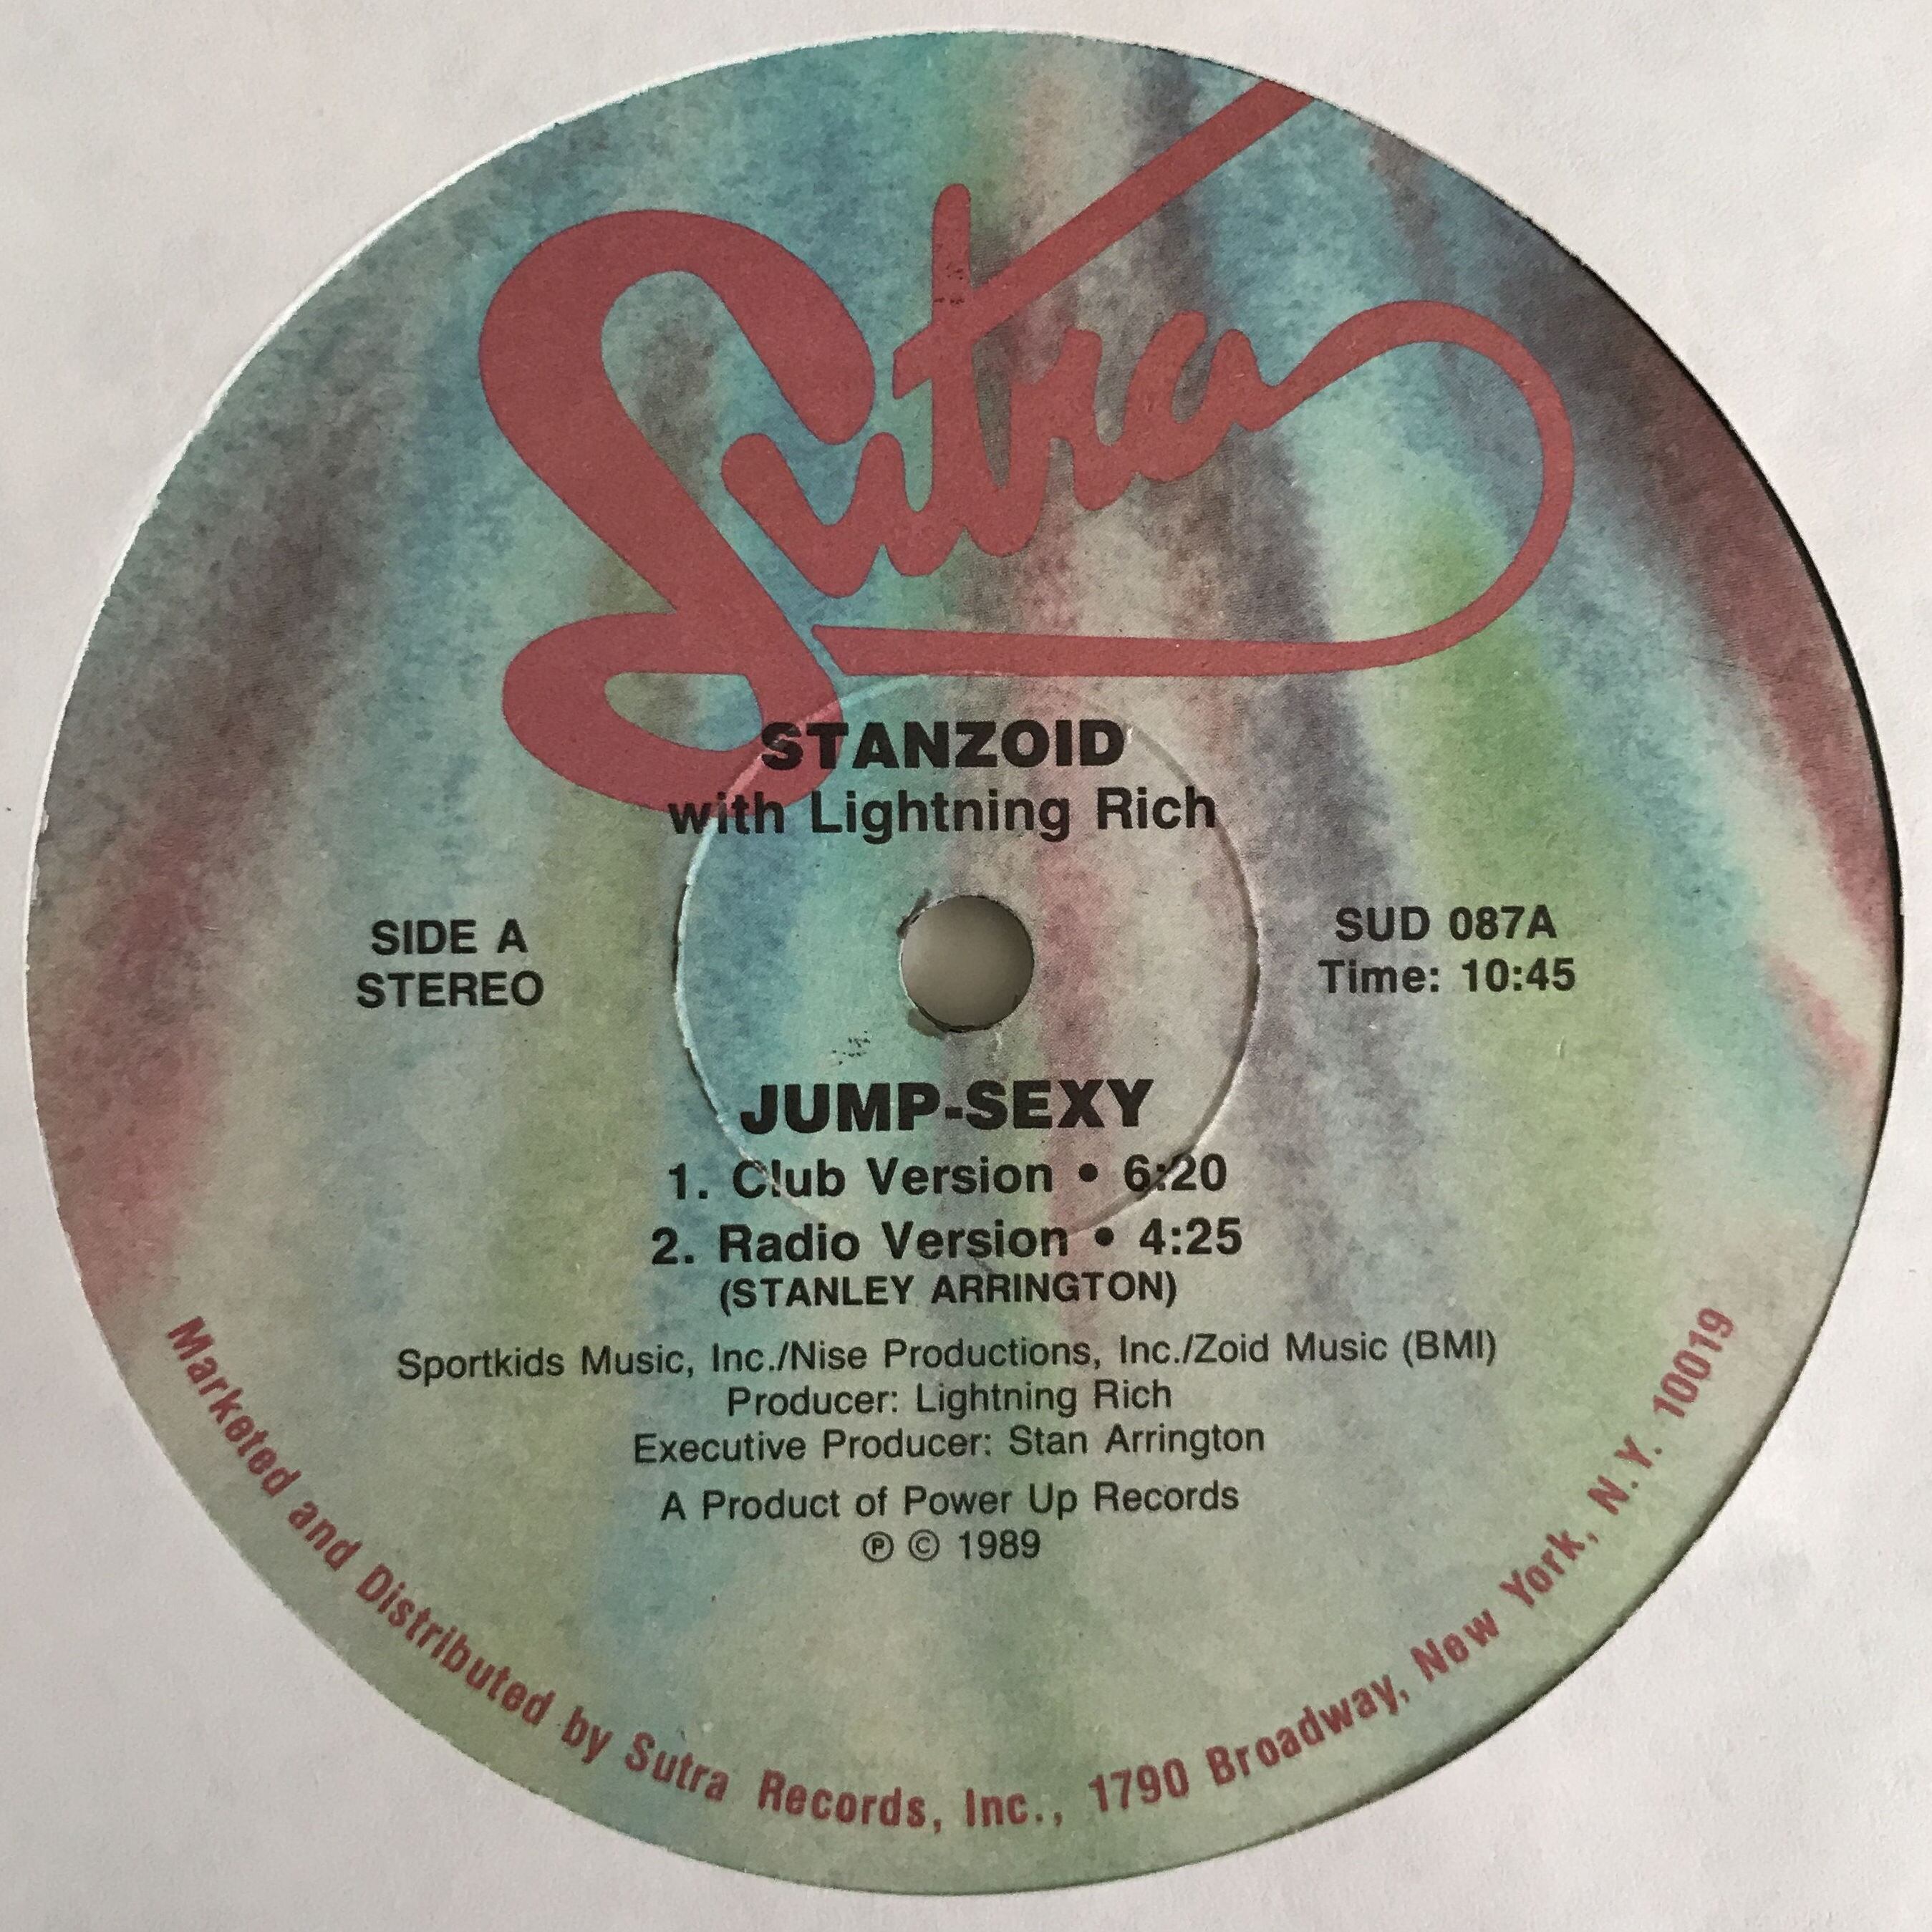 Sutra
STANZOID
with Lightning Rich
SIDE A
STEREO
SUD 087A
Time: 10:45
JUMP-SEXY
1. Club Version • 6:20
2. Radio Version • 4:25
(STANLEY ARRINGTON)
Sportkids Music, Inc./Nise Productions, Inc./Zoid Music (BMI)
Producer: Lightning Rich
Executive Producer: Stan Arrington
A Product of Power Up Records
℗ © 1989
Marketed and Distributed by Sutra Records, Inc., 1790 Broadway, New York, N.Y. 10019